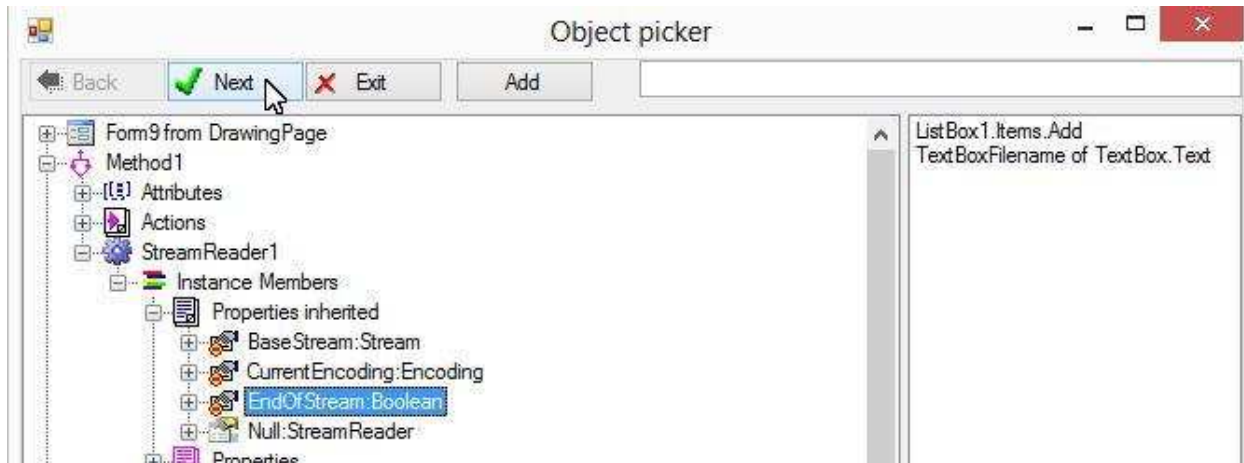 Object picker
Back Next Exit Add
Form9 from DrawingPage
Method1
Attributes
Actions
StreamReader1
Instance Members
Properties inherited
BaseStream:Stream
CurrentEncoding:Encoding
EndOfStream:Boolean
Null:StreamReader
Properties
ListBox1.Items.Add
TextBoxFilename of TextBox.Text